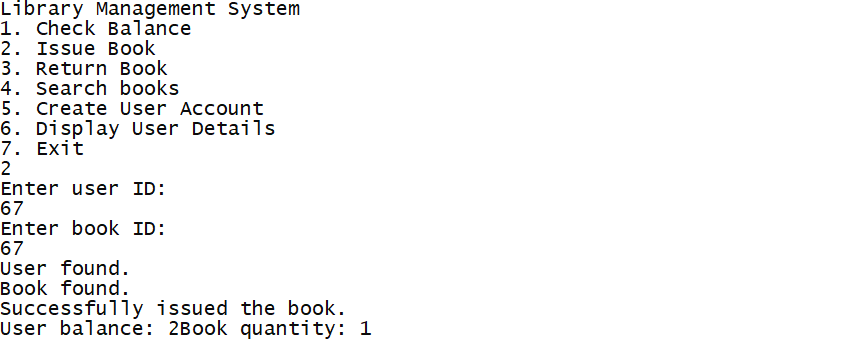 Library Management System
1. Check Balance
2. Issue Book
3. Return Book
4. Search books
5. Create User Account
6. Display User Details
7. Exit
2
Enter user ID:
67
Enter book ID:
67
User found.
Book found.
Successfully issued the book.
User balance: 2Book quantity: 1